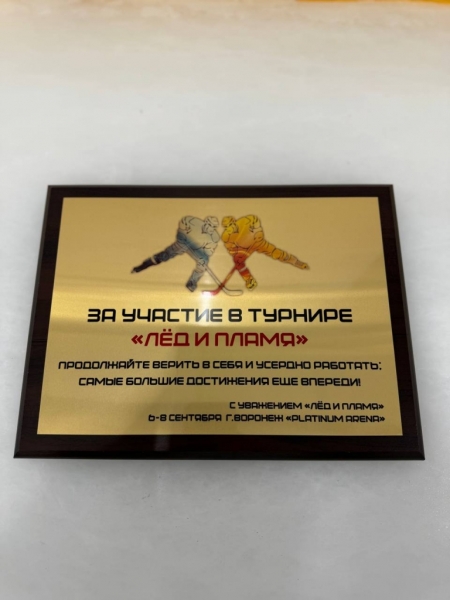 ЗА УЧАСТИЕ В ТУРНИРЕ
«ЛЁД И ПЛАМЯ»
ПРОДОЛЖАЙТЕ ВЕРИТЬ В СЕБЯ И УСЕРДНО РАБОТАТЬ;
САМЫЕ БОЛЬШИЕ ДОСТИЖЕНИЯ ЕЩЕ ВПЕРЕДИ!
С УВАЖЕНИЕМ «ЛЁД И ПЛАМЯ»
6-8 СЕНТЯБРЯ Г.ВОРОНЕЖ «PLATINUM ARENA»